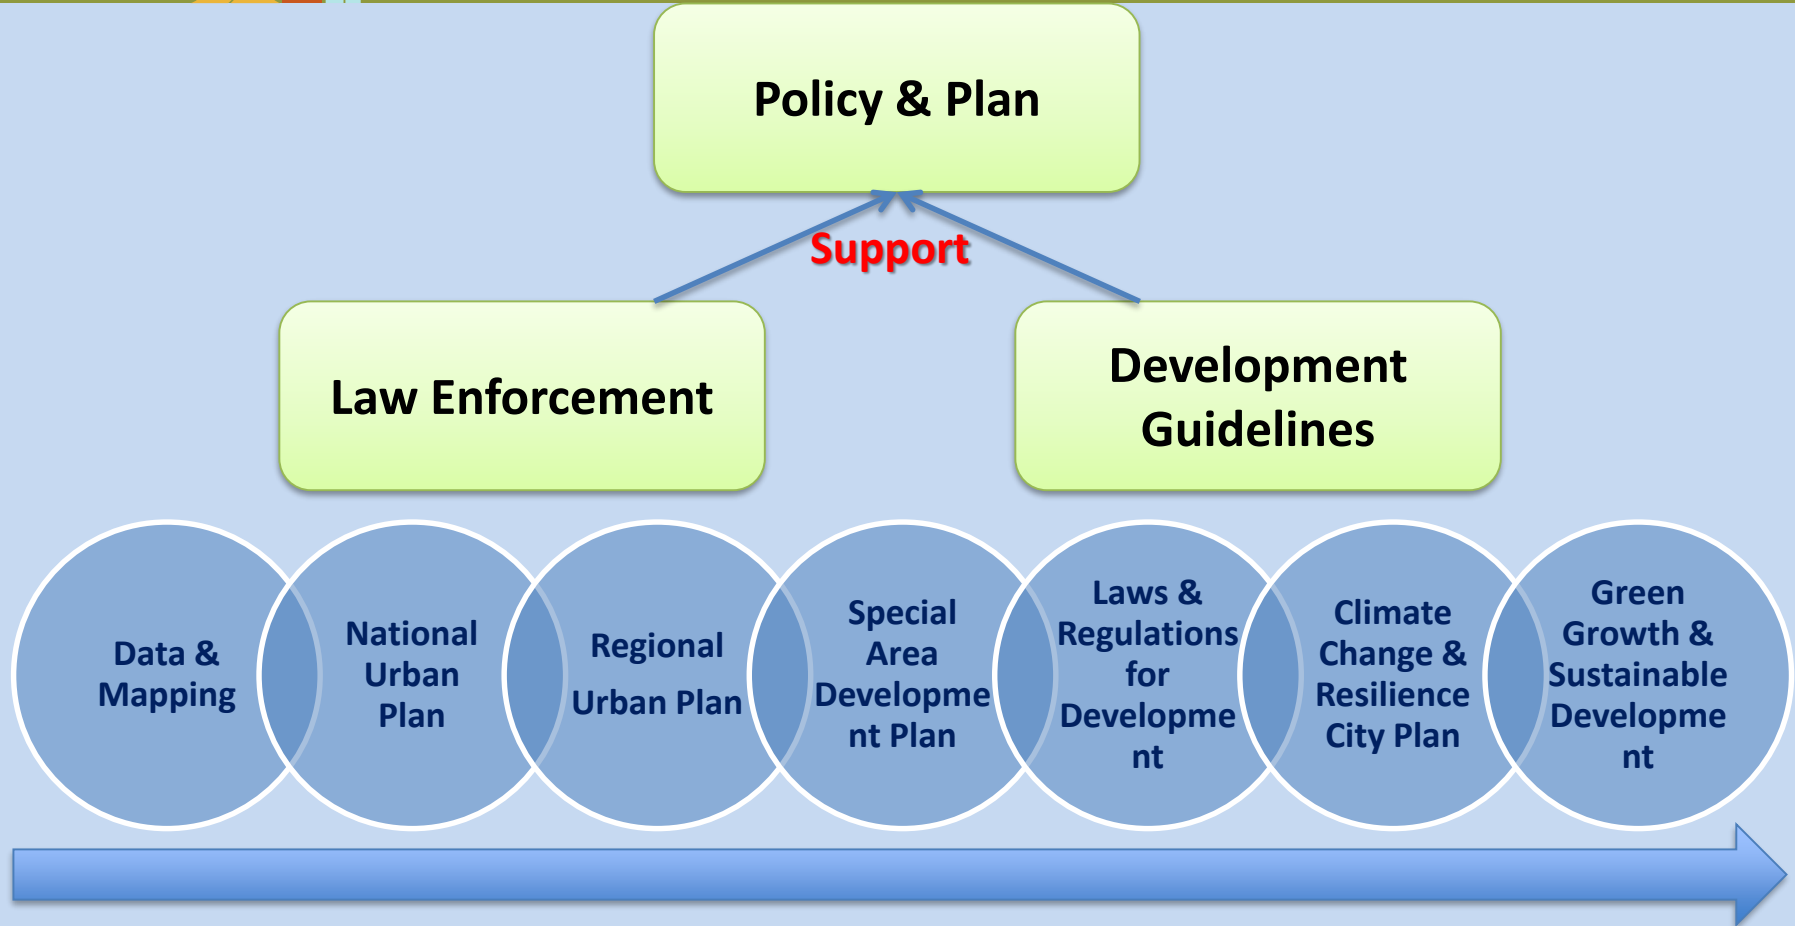 Policy & Plan
Support
Law Enforcement
Development
Guidelines
Data &
Mapping
National
Urban
Plan
Regional
Urban Plan
Special
Area
Developme
nt Plan
Laws &
Regulations
for
Developme
nt
Climate
Change &
Resilience
City Plan
Green
Growth &
Sustainable
Developme
nt